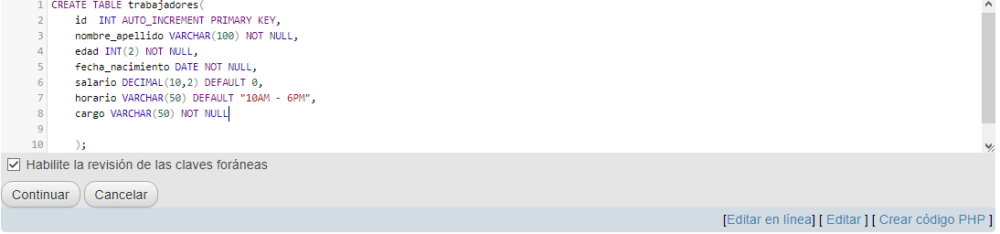 1 CREATE TABLE trabajadores(
2 id INT AUTO_INCREMENT PRIMARY KEY,
3 nombre_apellido VARCHAR(100) NOT NULL,
4 edad INT(2) NOT NULL,
5 fecha_nacimiento DATE NOT NULL,
6 salario DECIMAL(10,2) DEFAULT 0,
7 horario VARCHAR(50) DEFAULT "10AM - 6PM",
8 cargo VARCHAR(50) NOT NULL
9
10 );
Habilite la revisión de las claves foráneas
Continuar Cancelar
[Editar en línea] [ Editar ] [ Crear código PHP ]